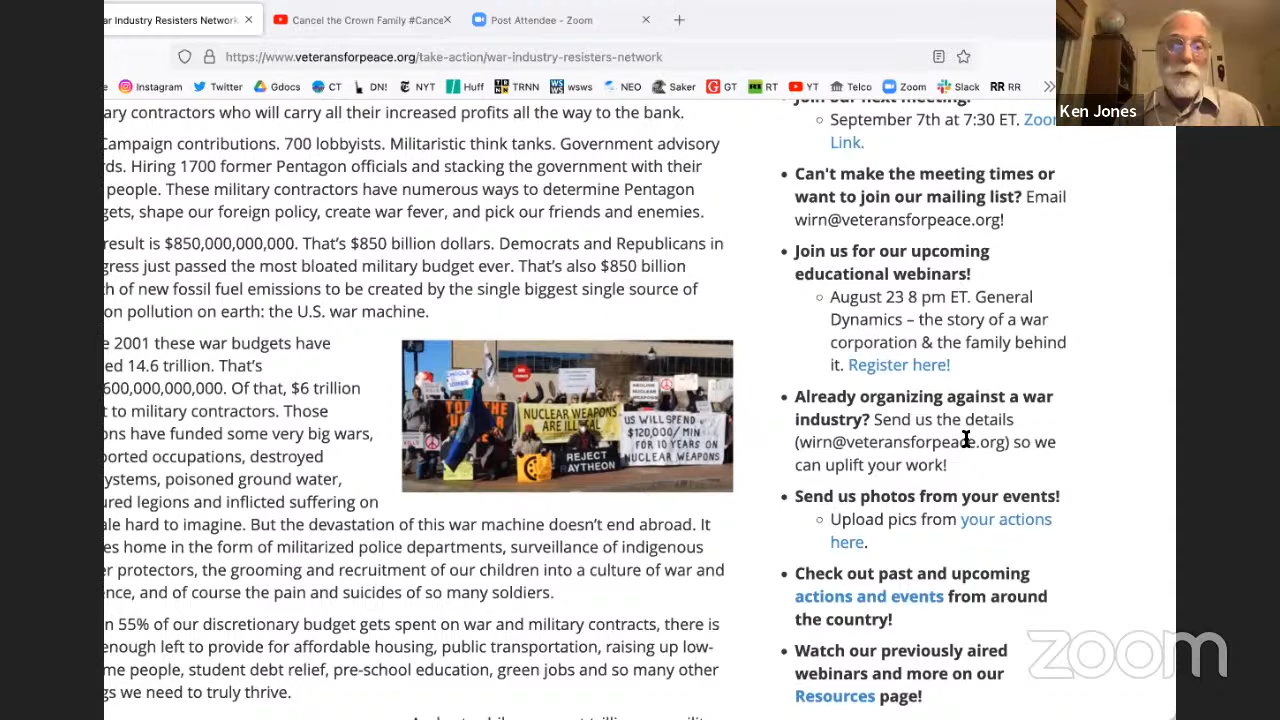 ar Industry Resisters Network
Cancel the Crown Family #Cance
Post Attendee - Zoom
https://www.veteransforpeace.org/take-action/war-industry-resisters-network
Instagram Twitter Gdocs CT DN! NYT Huff TRNN wsws NEO Saker GT RT YT Telco Zoom Slack RR RR
Ken Jones
ary contractors who will carry all their increased profits all the way to the bank.
Campaign contributions. 700 lobbyists. Militaristic think tanks. Government advisory
ds. Hiring 1700 former Pentagon officials and stacking the government with their
people. These military contractors have numerous ways to determine Pentagon
gets, shape our foreign policy, create war fever, and pick our friends and enemies.
result is $850,000,000,000. That's $850 billion dollars. Democrats and Republicans in
gress just passed the most bloated military budget ever. That's also $850 billion
h of new fossil fuel emissions to be created by the single biggest single source of
on pollution on earth: the U.S. war machine.
e 2001 these war budgets have
ed 14.6 trillion. That's
600,000,000,000. Of that, $6 trillion
t to military contractors. Those
ons have funded some very big wars,
ported occupations, destroyed
ystems, poisoned ground water,
ured legions and inflicted suffering on
ale hard to imagine. But the devastation of this war machine doesn't end abroad. It
es home in the form of militarized police departments, surveillance of indigenous
er protectors, the grooming and recruitment of our children into a culture of war and
ence, and of course the pain and suicides of so many soldiers.
n 55% of our discretionary budget gets spent on war and military contracts, there is
enough left to provide for affordable housing, public transportation, raising up low-
me people, student debt relief, pre-school education, green jobs and so many other
gs we need to truly thrive.
NUCLEAR WEAPONS
ARE ILLEGAL
REJECT
RAYTHEON
US WILL SPEND
$120,000/MIN
FOR 10 YEARS ON
NUCLEAR WEAPONS
Join our next meeting!
September 7th at 7:30 ET. Zoom
Link.
Can't make the meeting times or
want to join our mailing list? Email
wirn@veteransforpeace.org!
Join us for our upcoming
educational webinars!
August 23 8 pm ET. General
Dynamics – the story of a war
corporation & the family behind
it. Register here!
Already organizing against a war
industry? Send us the details
(wirn@veteransforpeace.org) so we
can uplift your work!
Send us photos from your events!
Upload pics from your actions
here.
Check out past and upcoming
actions and events from around
the country!
Watch our previously aired
webinars and more on our
Resources page!
zoom